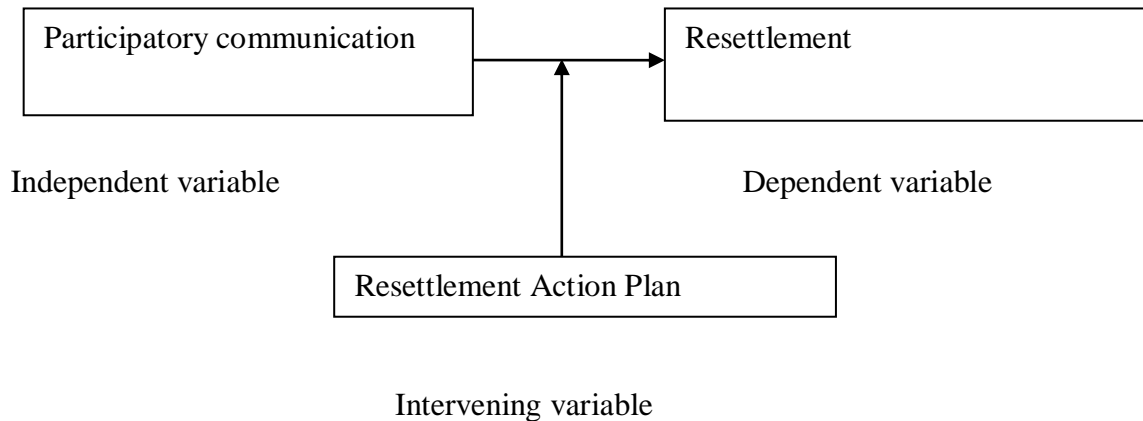 Participatory communication
Resettlement
Independent variable
Dependent variable
Resettlement Action Plan
Intervening variable